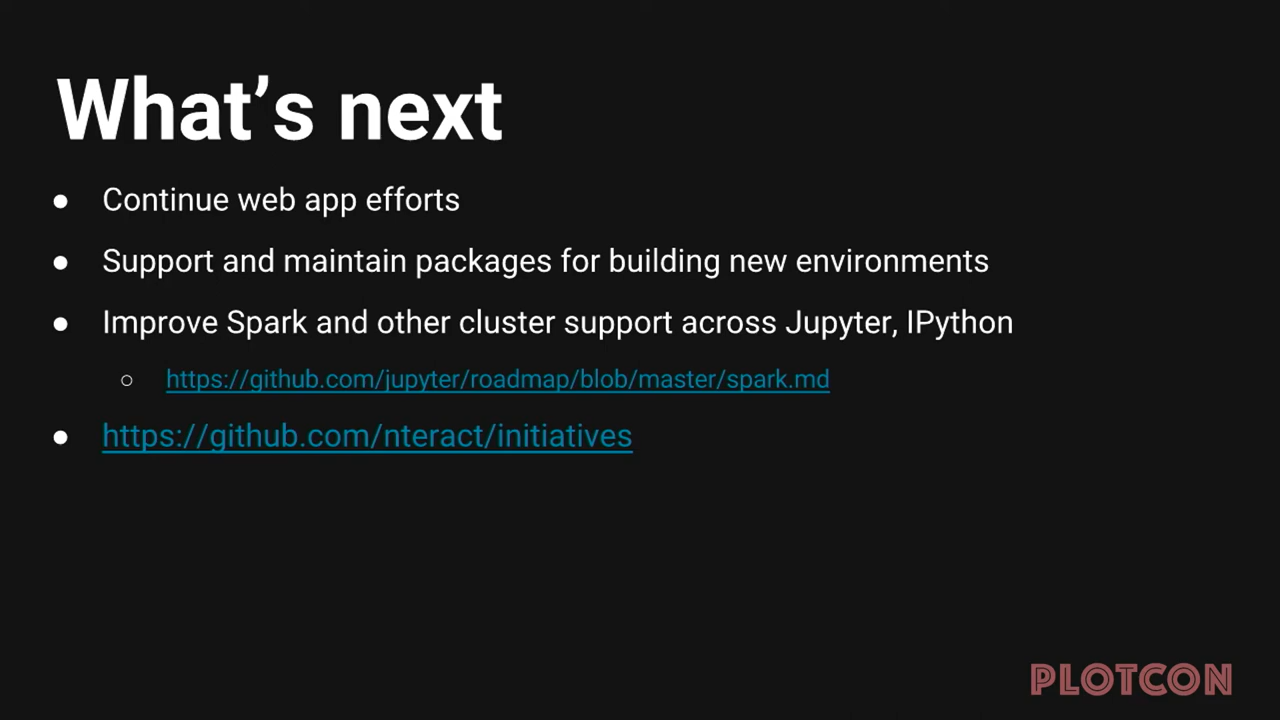 What's next
● Continue web app efforts
● Support and maintain packages for building new environments
● Improve Spark and other cluster support across Jupyter, IPython
○ https://github.com/jupyter/roadmap/blob/master/spark.md
● https://github.com/nteract/initiatives
PLOTCON